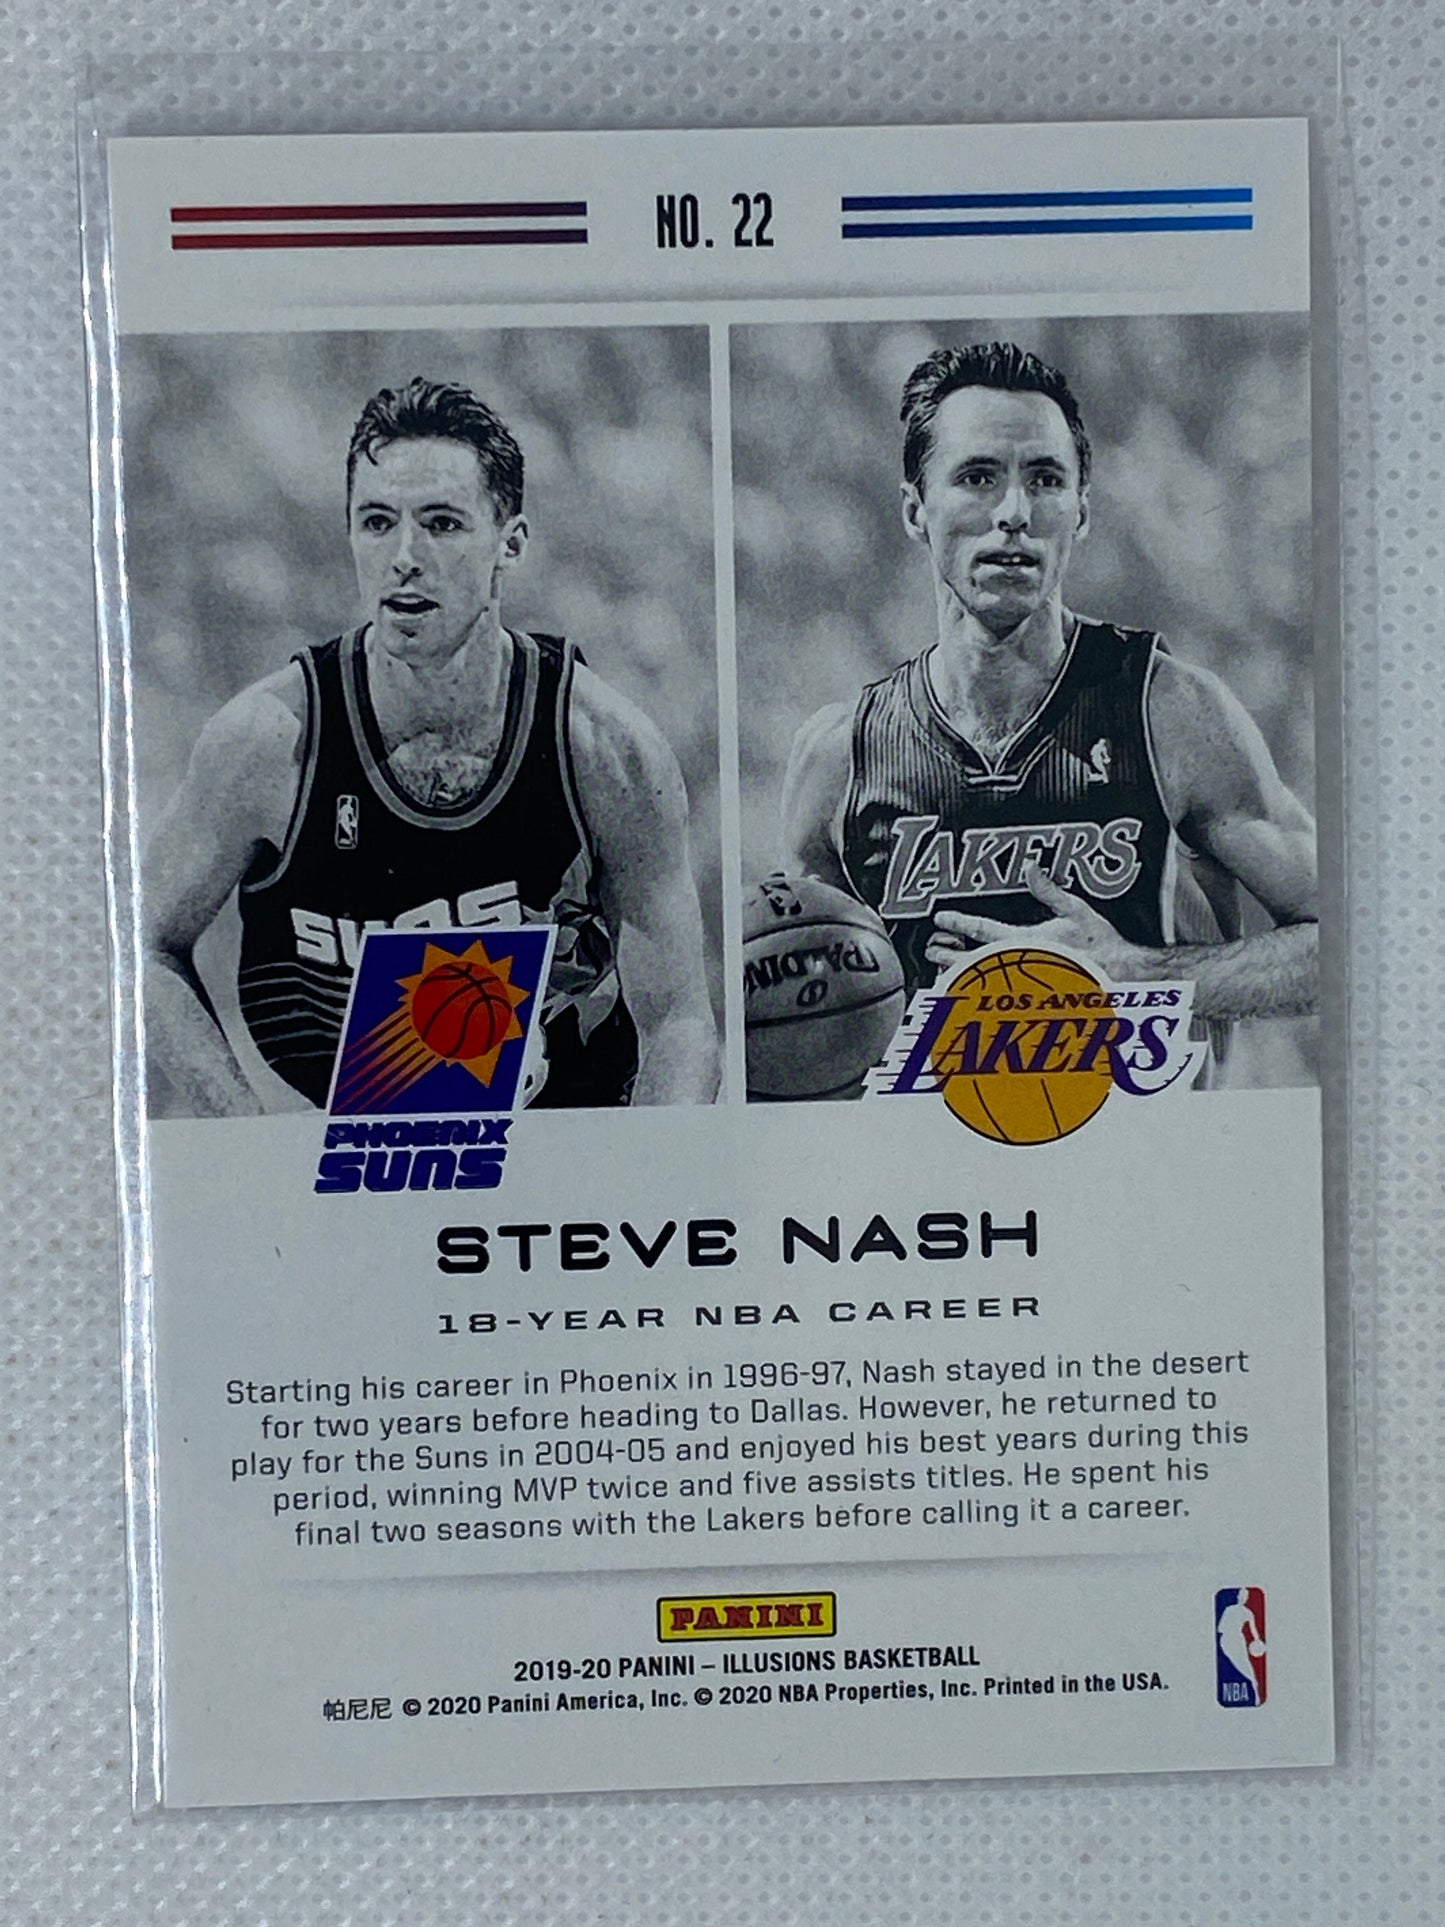 NO. 22
SUNS
LAKERS
SPALDING
PHOENIX
SUNS
LOS ANGELES
LAKERS
STEVE NASH
18-YEAR NBA CAREER
Starting his career in Phoenix in 1996-97, Nash stayed in the desert
for two years before heading to Dallas. However, he returned to
play for the Suns in 2004-05 and enjoyed his best years during this
period, winning MVP twice and five assists titles. He spent his
final two seasons with the Lakers before calling it a career.
PANINI
2019-20 PANINI – ILLUSIONS BASKETBALL
帕尼尼 © 2020 Panini America, Inc. © 2020 NBA Properties, Inc. Printed in the USA.
NBA